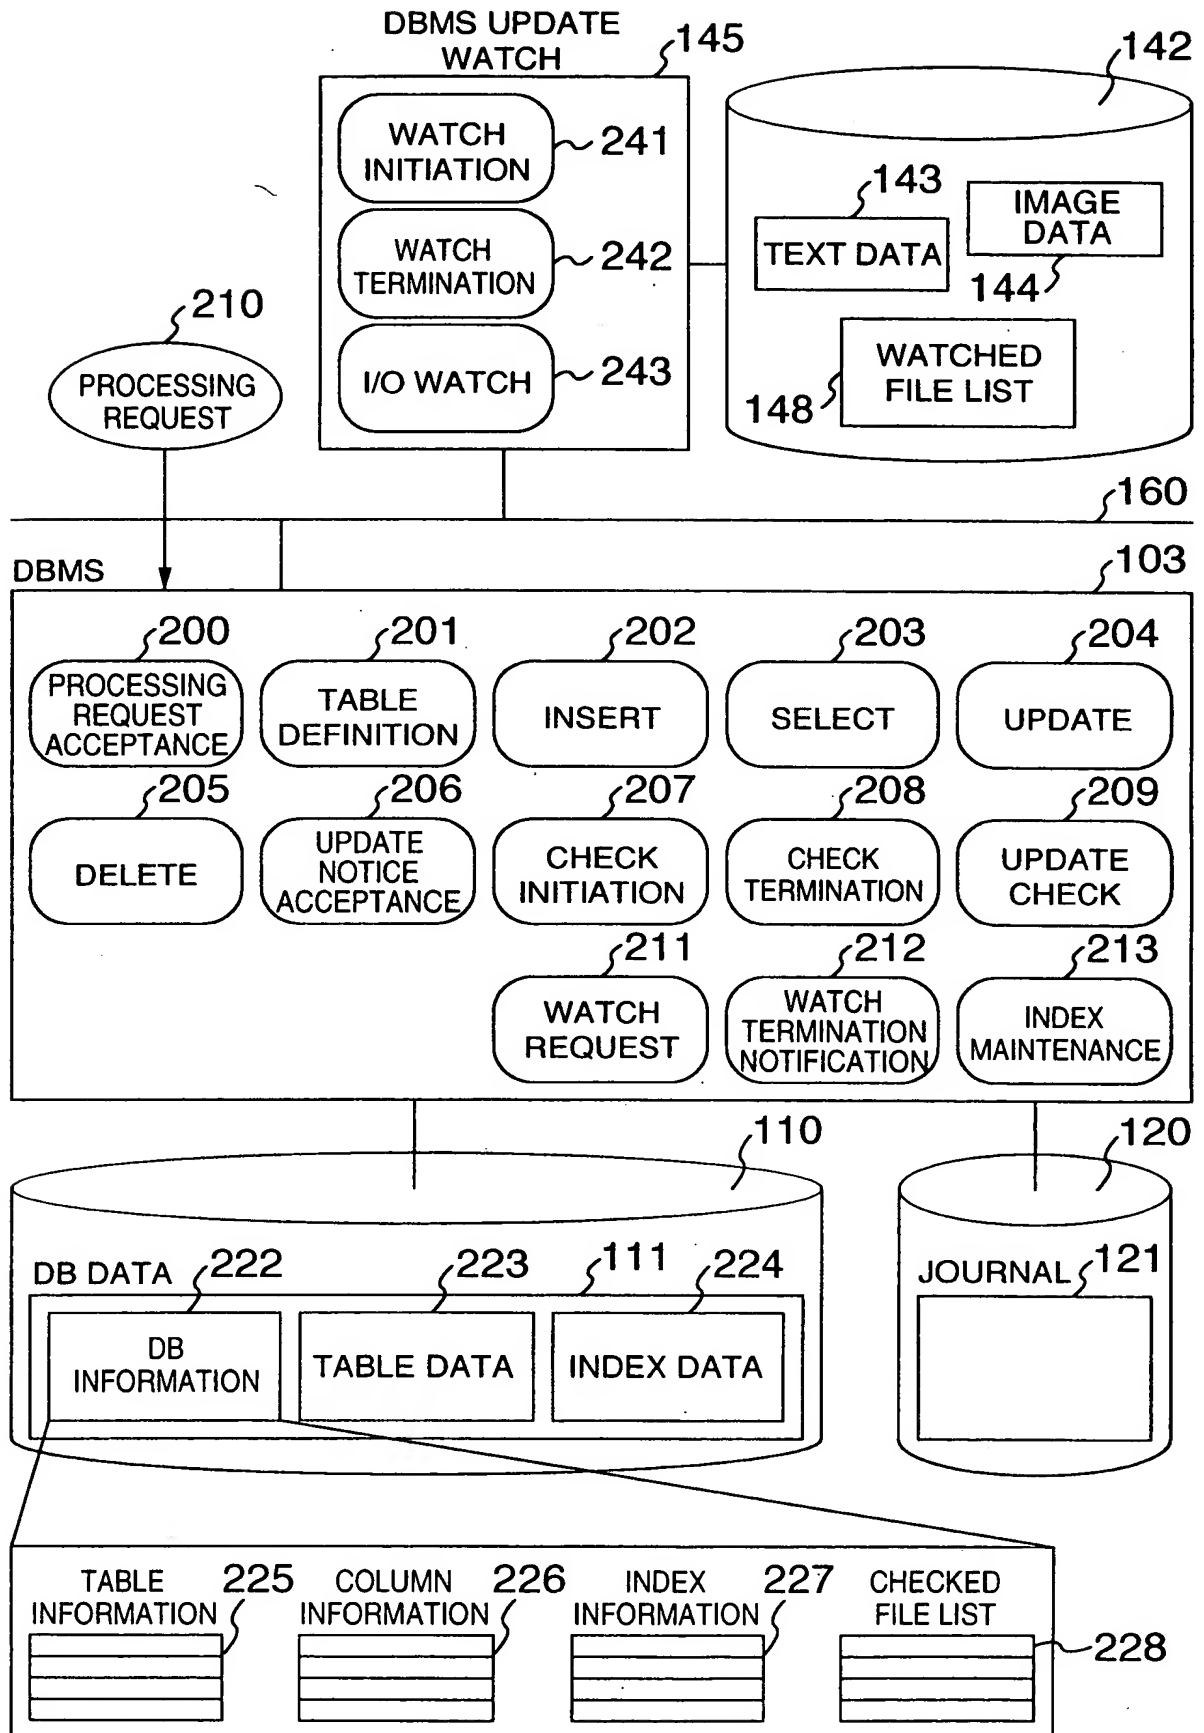 DBMS UPDATE
WATCH
145
142
WATCH
INITIATION
241
143
IMAGE
DATA
TEXT DATA
144
WATCH
TERMINATION
242
210
PROCESSING
REQUEST
I/O WATCH
243
WATCHED
FILE LIST
148
160
DBMS
103
200
201
202
203
204
PROCESSING
REQUEST
ACCEPTANCE
TABLE
DEFINITION
INSERT
SELECT
UPDATE
205
206
207
208
209
DELETE
UPDATE
NOTICE
ACCEPTANCE
CHECK
INITIATION
CHECK
TERMINATION
UPDATE
CHECK
211
212
213
WATCH
REQUEST
WATCH
TERMINATION
NOTIFICATION
INDEX
MAINTENANCE
110
120
DB DATA
222
223
111
224
JOURNAL
121
DB
INFORMATION
TABLE DATA
INDEX DATA
TABLE
INFORMATION
225
COLUMN
INFORMATION
226
INDEX
INFORMATION
227
CHECKED
FILE LIST
228